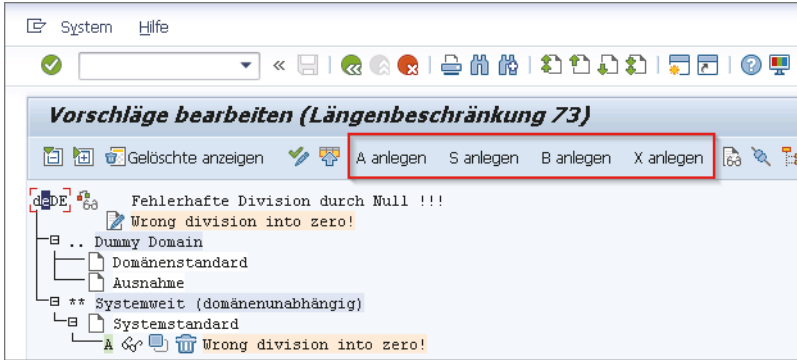 System Hilfe
Vorschläge bearbeiten (Längenbeschränkung 73)
Gelöschte anzeigen A anlegen S anlegen B anlegen X anlegen
deDE Fehlerhafte Division durch Null !!!
Wrong division into zero!
.. Dummy Domain
Domänenstandard
Ausnahme
** Systemweit (domänenunabhängig)
Systemstandard
A Wrong division into zero!